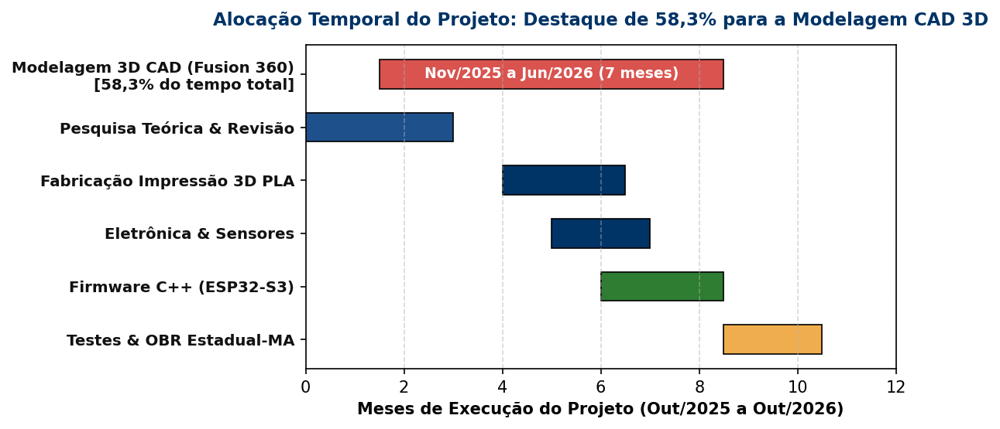 Alocação Temporal do Projeto: Destaque de 58,3% para a Modelagem CAD 3D
Modelagem 3D CAD (Fusion 360)
[58,3% do tempo total]
Nov/2025 a Jun/2026 (7 meses)
Pesquisa Teórica & Revisão
Fabricação Impressão 3D PLA
Eletrônica & Sensores
Firmware C++ (ESP32-S3)
Testes & OBR Estadual-MA
0 2 4 6 8 10 12
Meses de Execução do Projeto (Out/2025 a Out/2026)